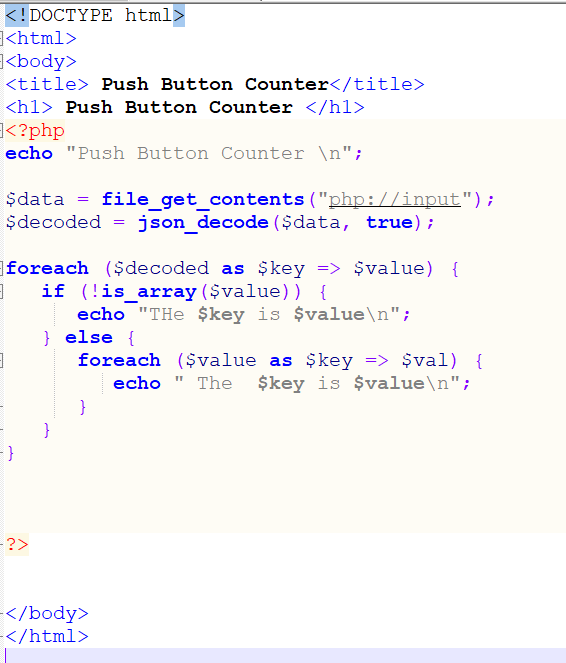 <!DOCTYPE html>
<html>
<body>
<title> Push Button Counter</title>
<h1> Push Button Counter </h1>
<?php
echo "Push Button Counter \n";
$data = file_get_contents("php://input");
$decoded = json_decode($data, true);
foreach ($decoded as $key => $value) {
if (!is_array($value)) {
echo "THe $key is $value\n";
} else {
foreach ($value as $key => $val) {
echo " The  $key is $value\n";
}
}
}
?>
</body>
</html>